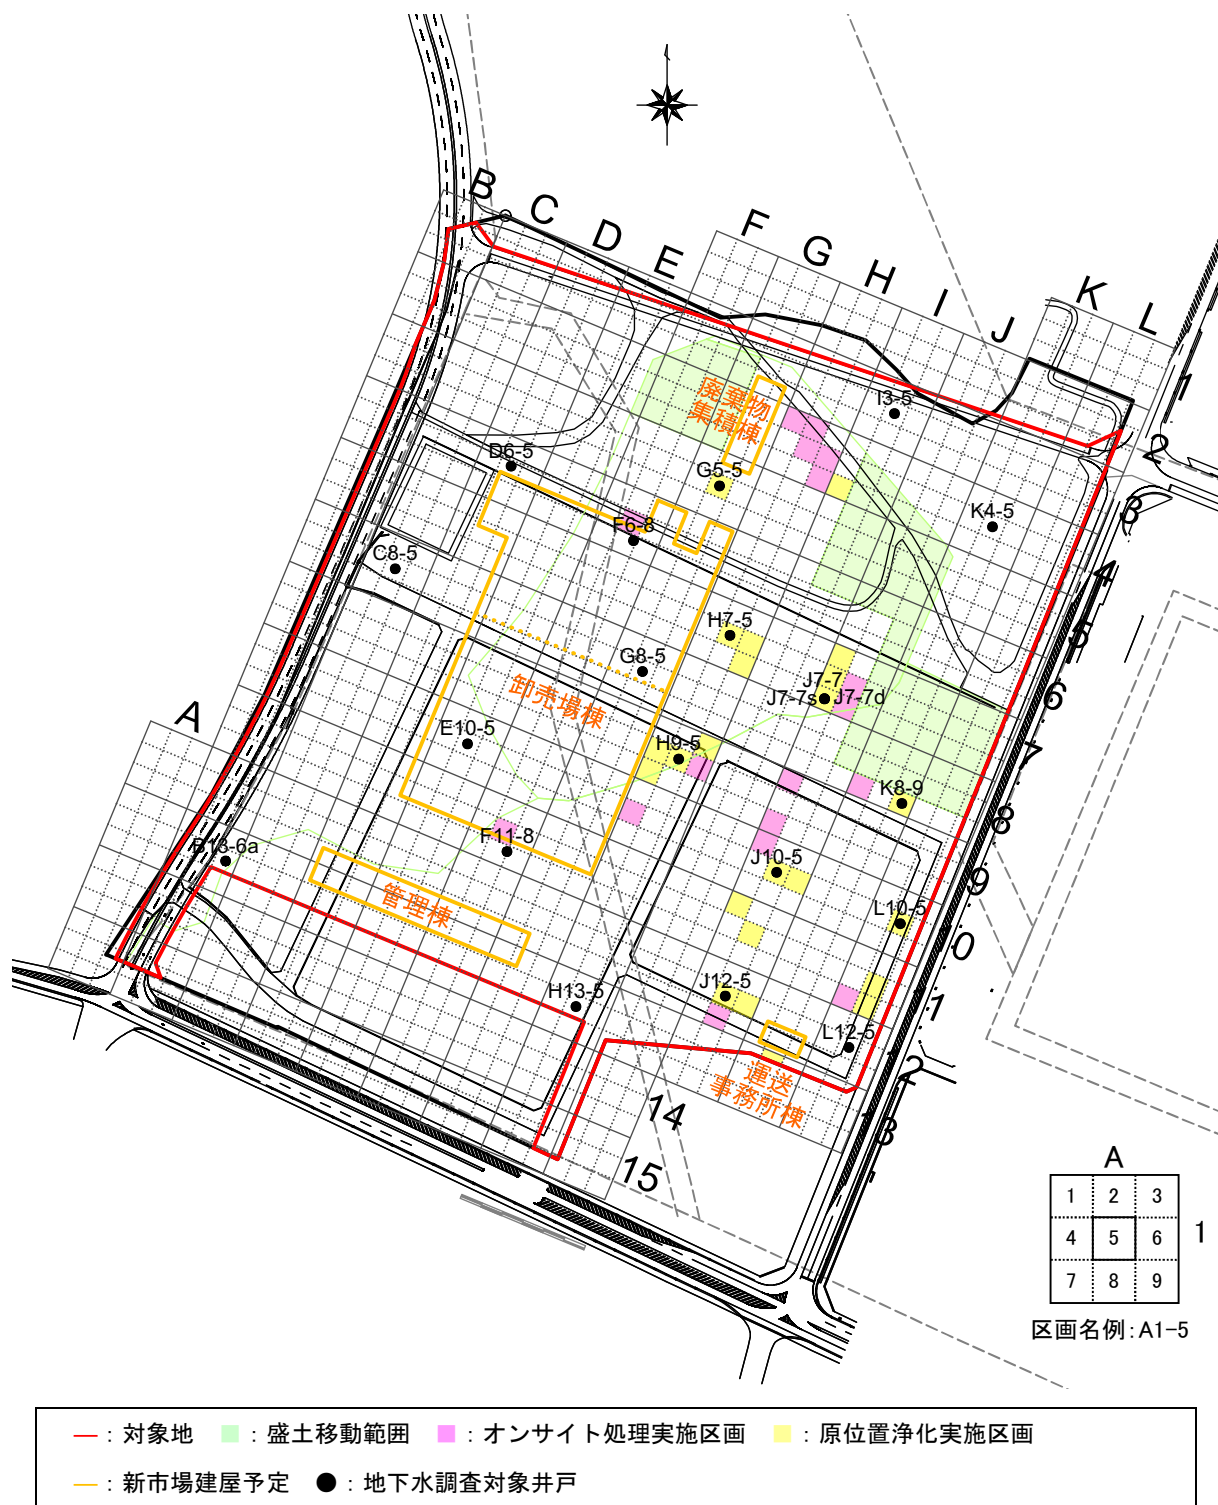 B
C
D
E
F
G
H
I
J
K
L
A
1
2
3
4
5
6
7
8
9
10
11
12
13
14
15
廃棄物
集積棟
I3-5
D6-5
G5-5
K4-5
F6-8
C8-5
H7-5
G8-5
J7-7
J7-7s
J7-7d
卸売場棟
E10-5
H9-5
K8-9
F11-8
B13-6a
J10-5
管理棟
L10-5
J12-5
H13-5
L12-5
運送
事務所棟
A
1 2 3
4 5 6 1
7 8 9
区画名例:A1-5
—:対象地 ■:盛土移動範囲 ■:オンサイト処理実施区画 ■:原位置浄化実施区画
—:新市場建屋予定 ●:地下水調査対象井戸